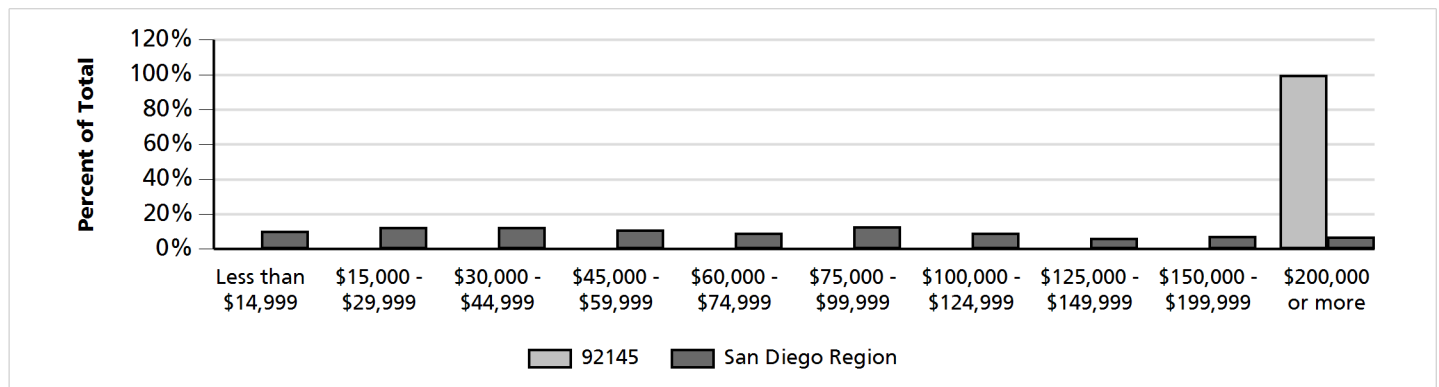 Percent of Total
120%
100%
80%
60%
40%
20%
0%
Less than $15,000 - $30,000 - $45,000 - $60,000 - $75,000 - $100,000 - $125,000 - $150,000 - $200,000
$14,999 $29,999 $44,999 $59,999 $74,999 $99,999 $124,999 $149,999 $199,999 or more
92145 San Diego Region